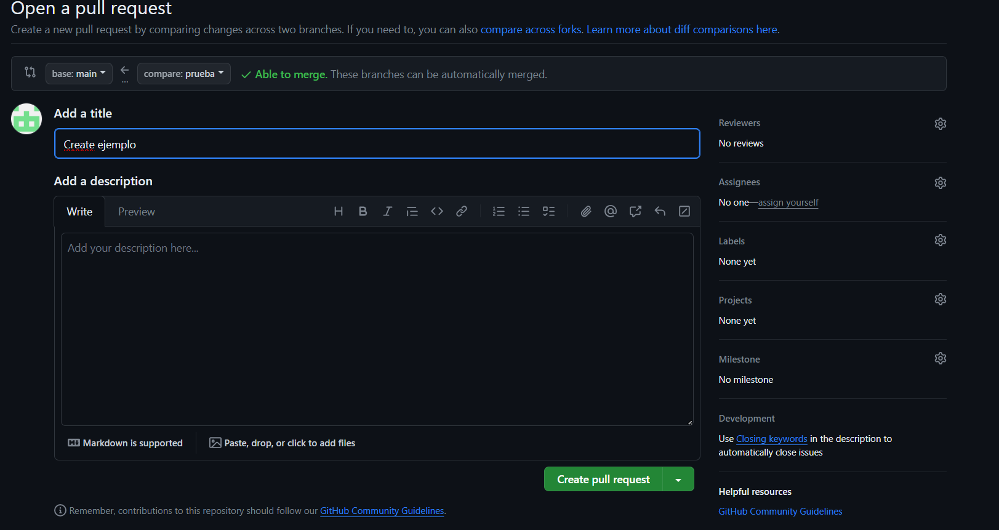 Open a pull request
Create a new pull request by comparing changes across two branches. If you need to, you can also compare across forks. Learn more about diff comparisons here.
base: main
compare: prueba
Able to merge. These branches can be automatically merged.
Add a title
Create ejemplo
Add a description
Write
Preview
Add your description here...
Markdown is supported
Paste, drop, or click to add files
Create pull request
Remember, contributions to this repository should follow our GitHub Community Guidelines.
Reviewers
No reviews
Assignees
No one—assign yourself
Labels
None yet
Projects
None yet
Milestone
No milestone
Development
Use Closing keywords in the description to
automatically close issues
Helpful resources
GitHub Community Guidelines